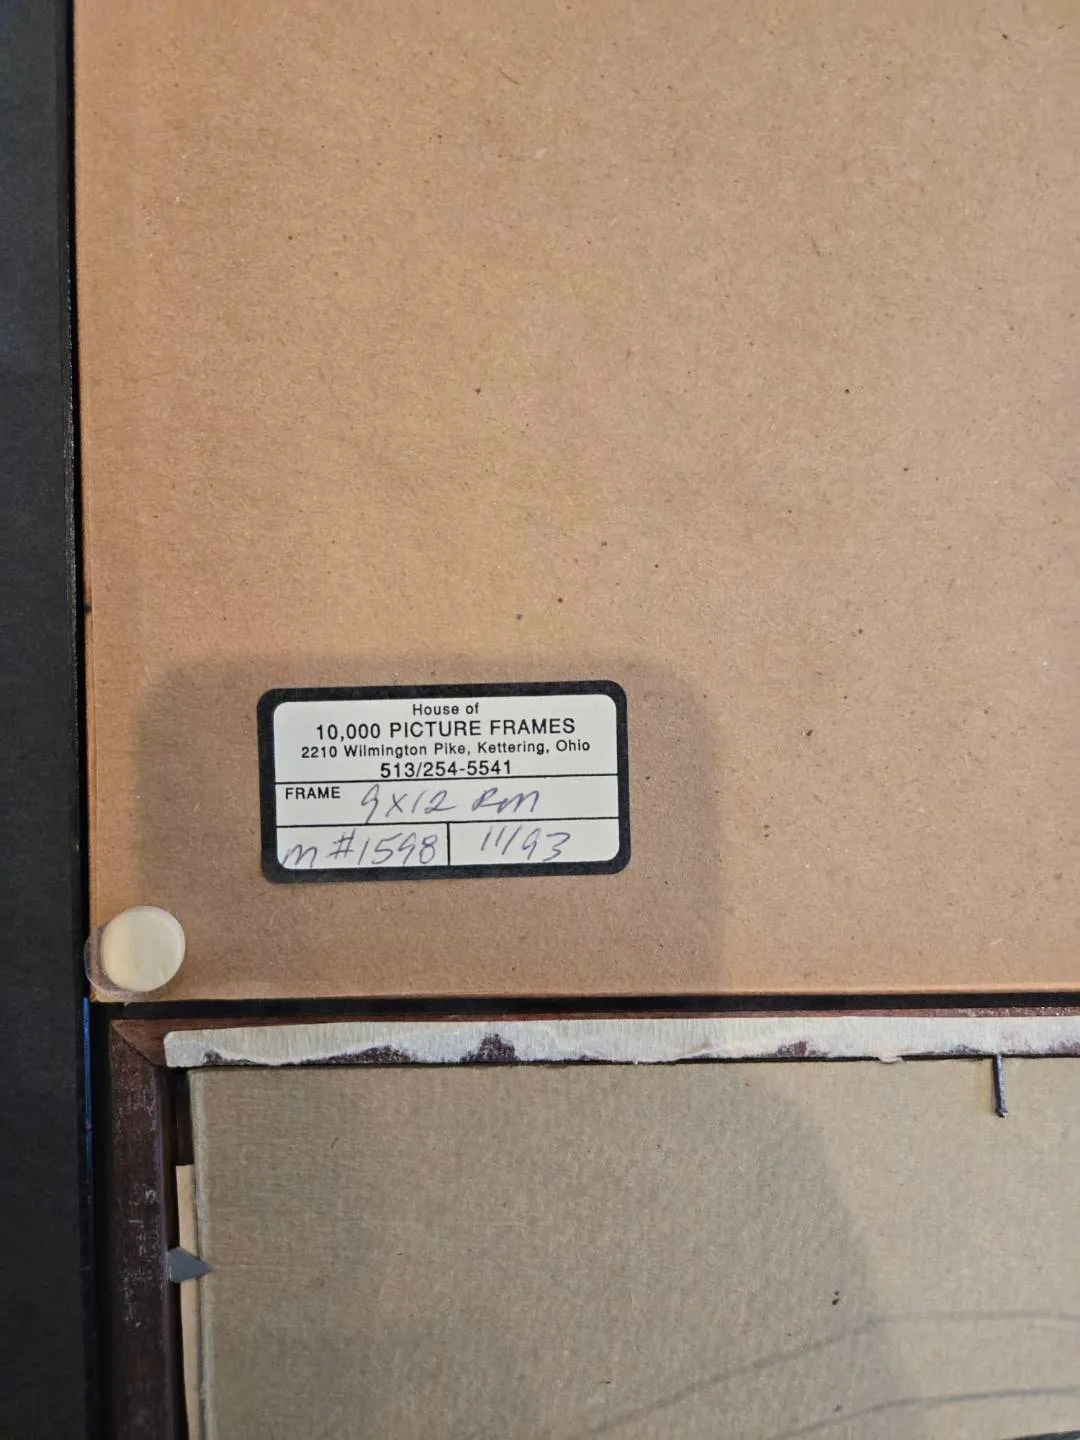 House of
10,000 PICTURE FRAMES
2210 Wilmington Pike, Kettering, Ohio
513/254-5541
FRAME 9x12 RM
m #1598 11/93